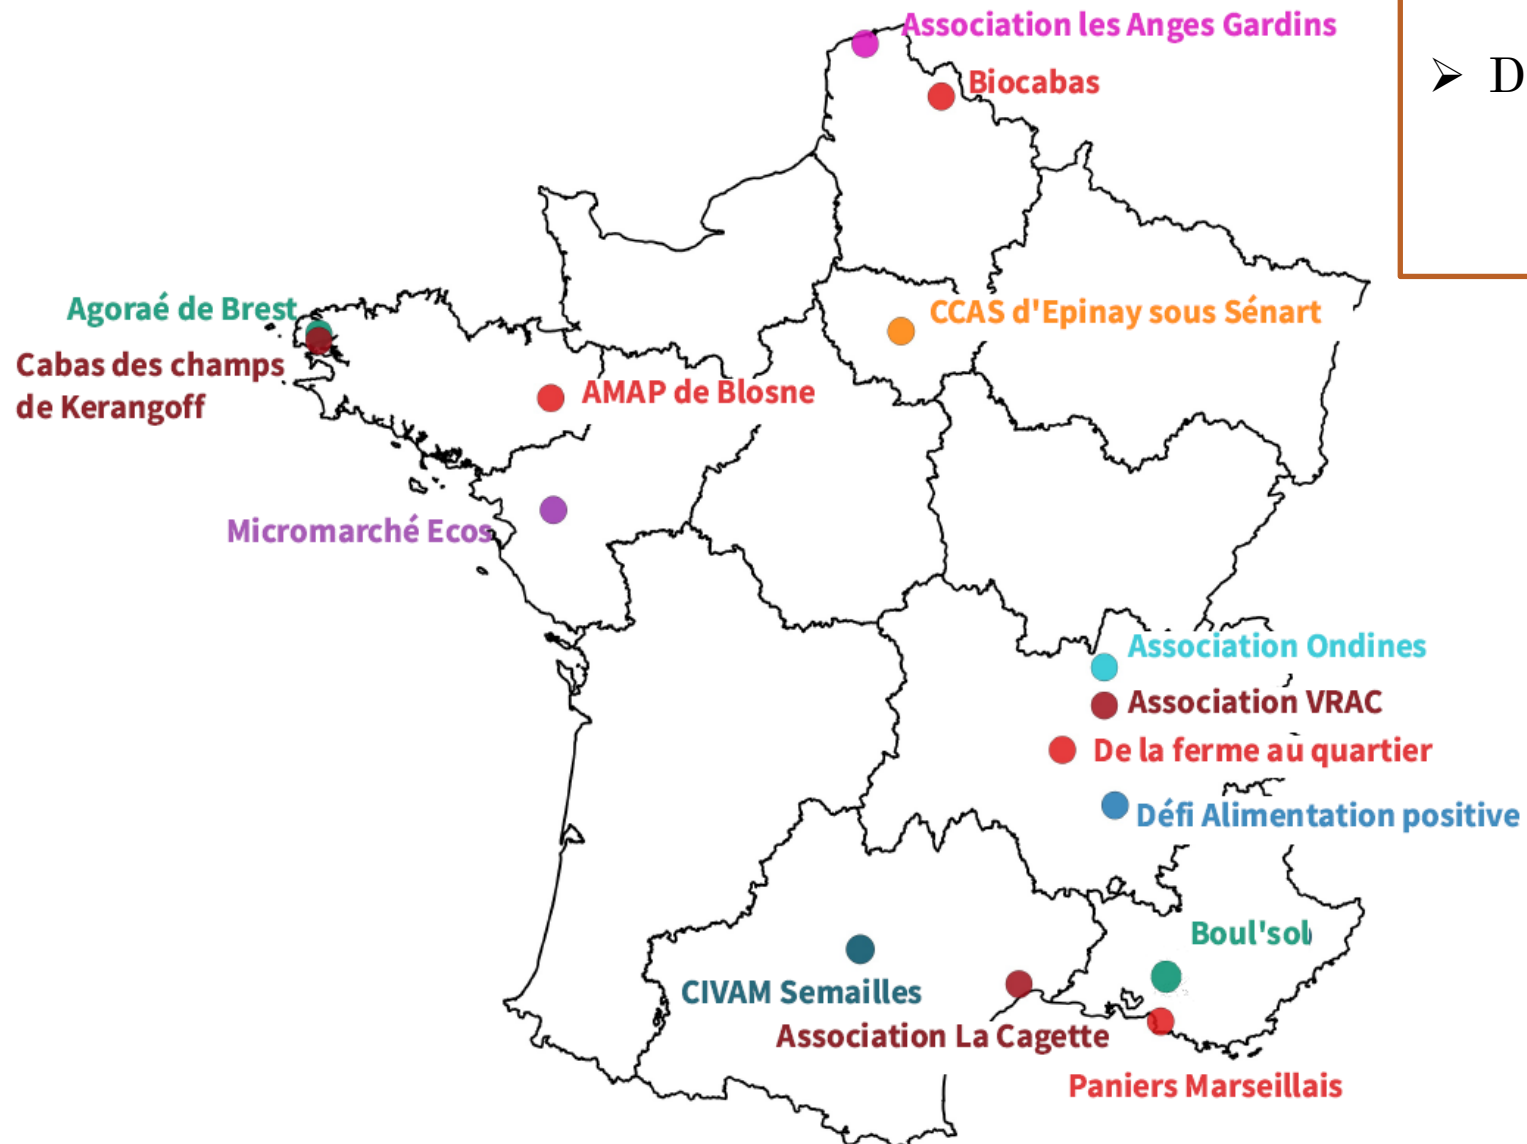 Association les Anges Gardins
➢ D
Biocabas
Agoraé de Brest
CCAS d'Epinay sous Sénart
Cabas des champs
de Kerangoff
AMAP de Blosne
Micromarché Ecos
Association Ondines
Association VRAC
De la ferme au quartier
Défi Alimentation positive
Boul'sol
CIVAM Semailles
Association La Cagette
Paniers Marseillais